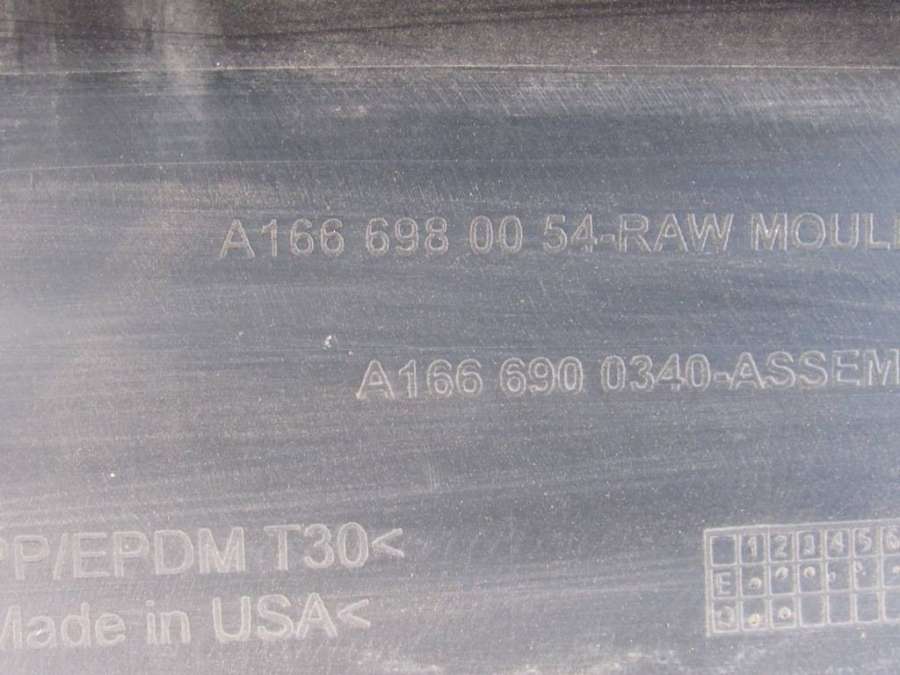 A166 698 00 54-RAW MOUL
A166 690 0340-ASSEM
PP/EPDM T30<
Made in USA<
1 2 3 4 5 6
E